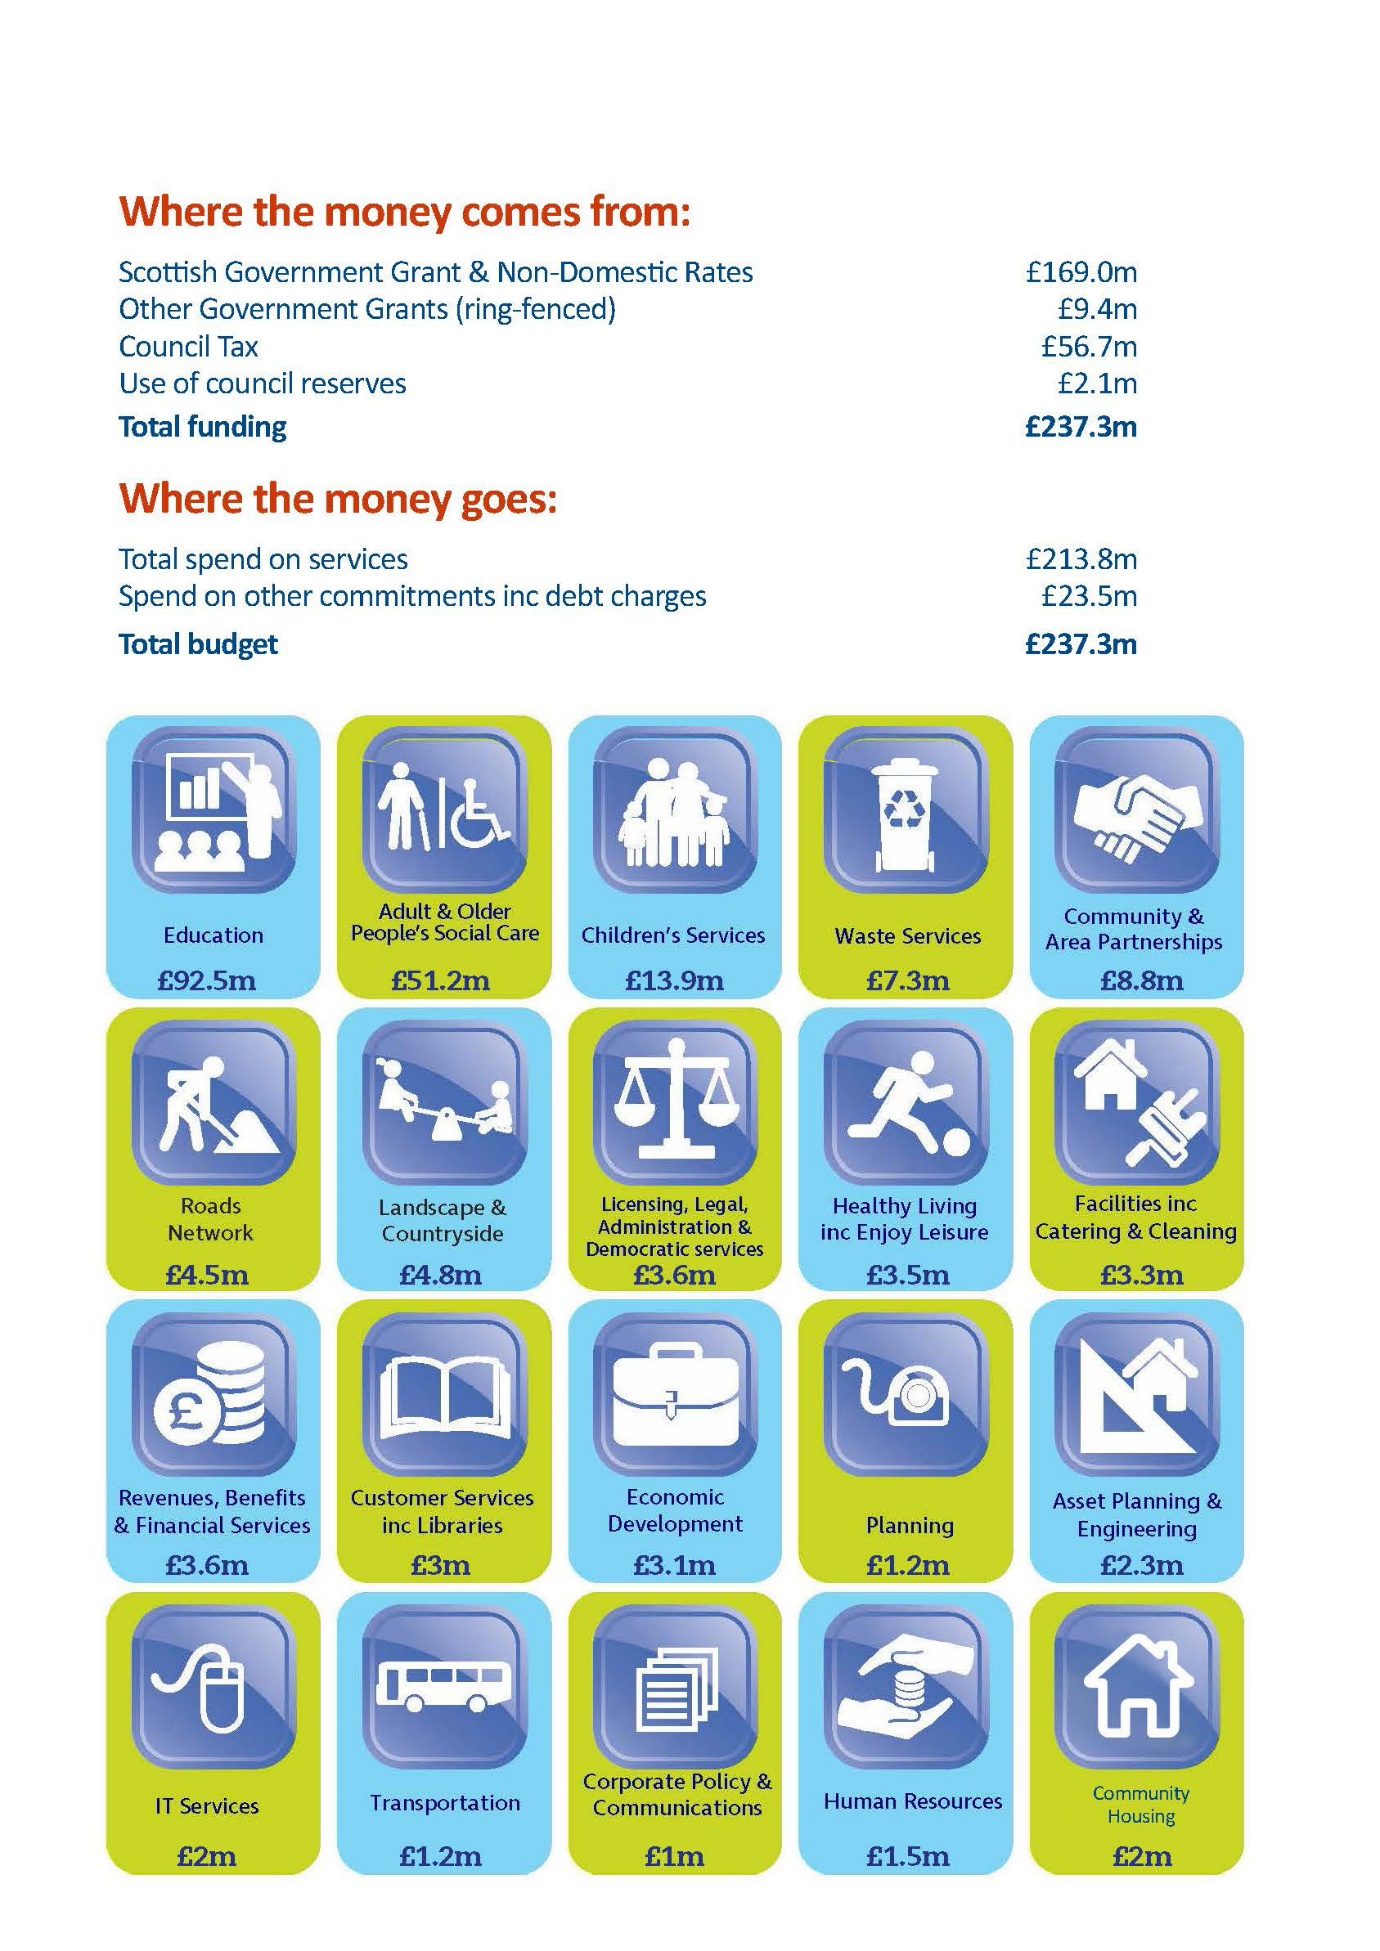 Where the money comes from:
Scottish Government Grant & Non-Domestic Rates £169.0m
Other Government Grants (ring-fenced) £9.4m
Council Tax £56.7m
Use of council reserves £2.1m
Total funding £237.3m
Where the money goes:
Total spend on services £213.8m
Spend on other commitments inc debt charges £23.5m
Total budget £237.3m
Education
£92.5m
Adult & Older
People's Social Care
£51.2m
Children's Services
£13.9m
Waste Services
£7.3m
Community &
Area Partnerships
£8.8m
Roads
Network
£4.5m
Landscape &
Countryside
£4.8m
Licensing, Legal,
Administration &
Democratic services
£3.6m
Healthy Living
inc Enjoy Leisure
£3.5m
Facilities inc
Catering & Cleaning
£3.3m
£
Revenues, Benefits
& Financial Services
£3.6m
Customer Services
inc Libraries
£3m
Economic
Development
£3.1m
Planning
£1.2m
Asset Planning &
Engineering
£2.3m
IT Services
£2m
Transportation
£1.2m
Corporate Policy &
Communications
£1m
Human Resources
£1.5m
Community
Housing
£2m